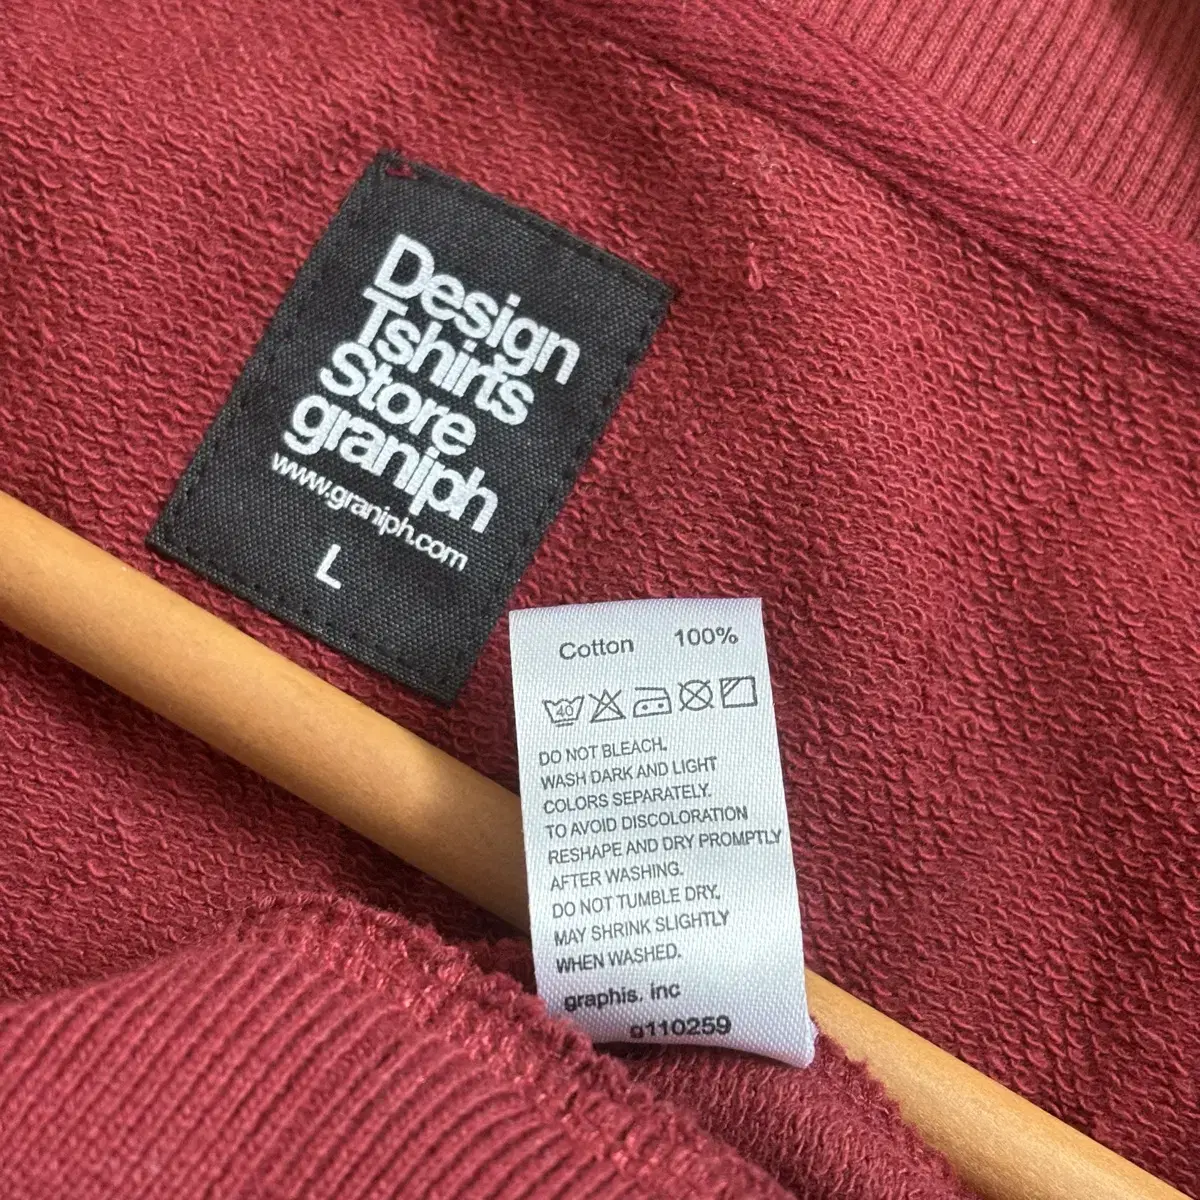 Design
Tshirts
Store
graniph
www.graniph.com
L
Cotton 100%
40
DO NOT BLEACH.
WASH DARK AND LIGHT
COLORS SEPARATELY.
TO AVOID DISCOLORATION
RESHAPE AND DRY PROMPTLY
AFTER WASHING.
DO NOT TUMBLE DRY.
MAY SHRINK SLIGHTLY
WHEN WASHED.
graphis. inc
g110259